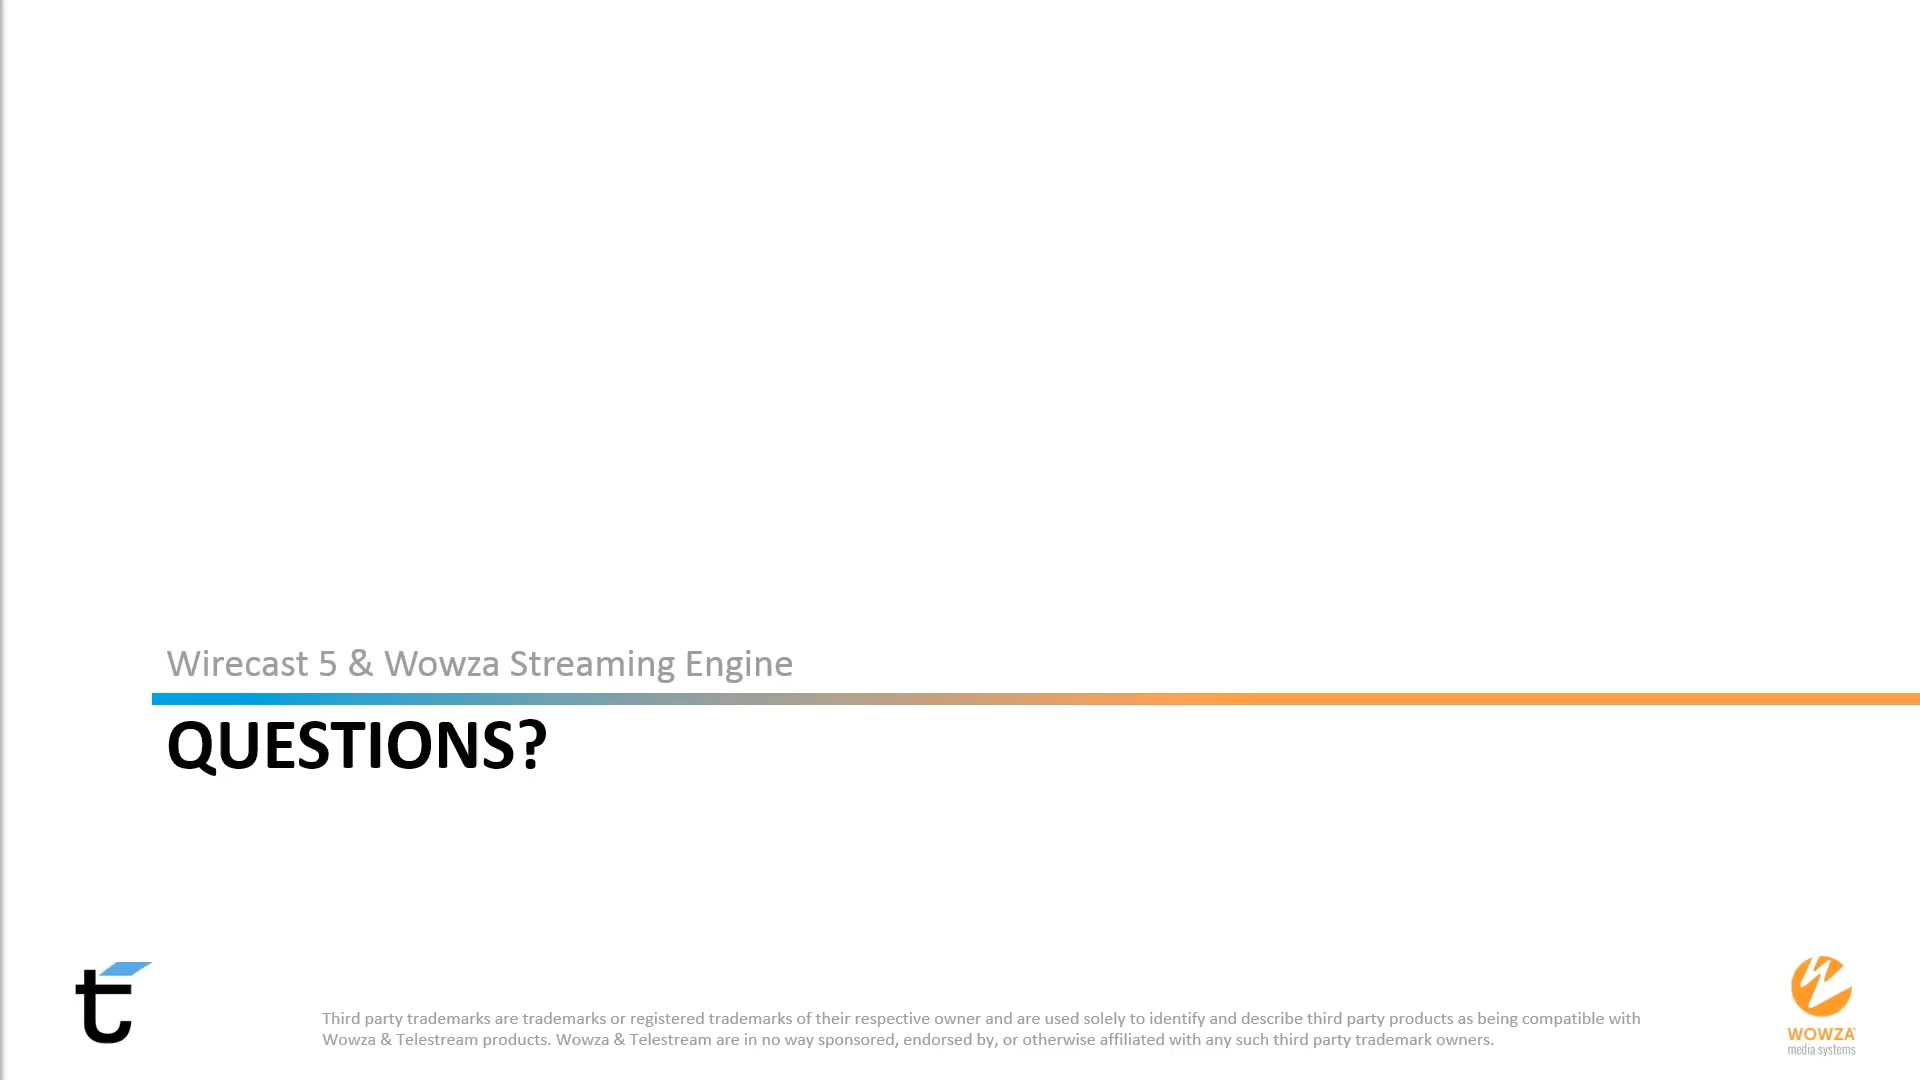 Wirecast 5 & Wowza Streaming Engine
QUESTIONS?
Third party trademarks are trademarks or registered trademarks of their respective owner and are used solely to identify and describe third party products as being compatible with
Wowza & Telestream products. Wowza & Telestream are in no way sponsored, endorsed by, or otherwise affiliated with any such third party trademark owners.
WOWZA
media systems